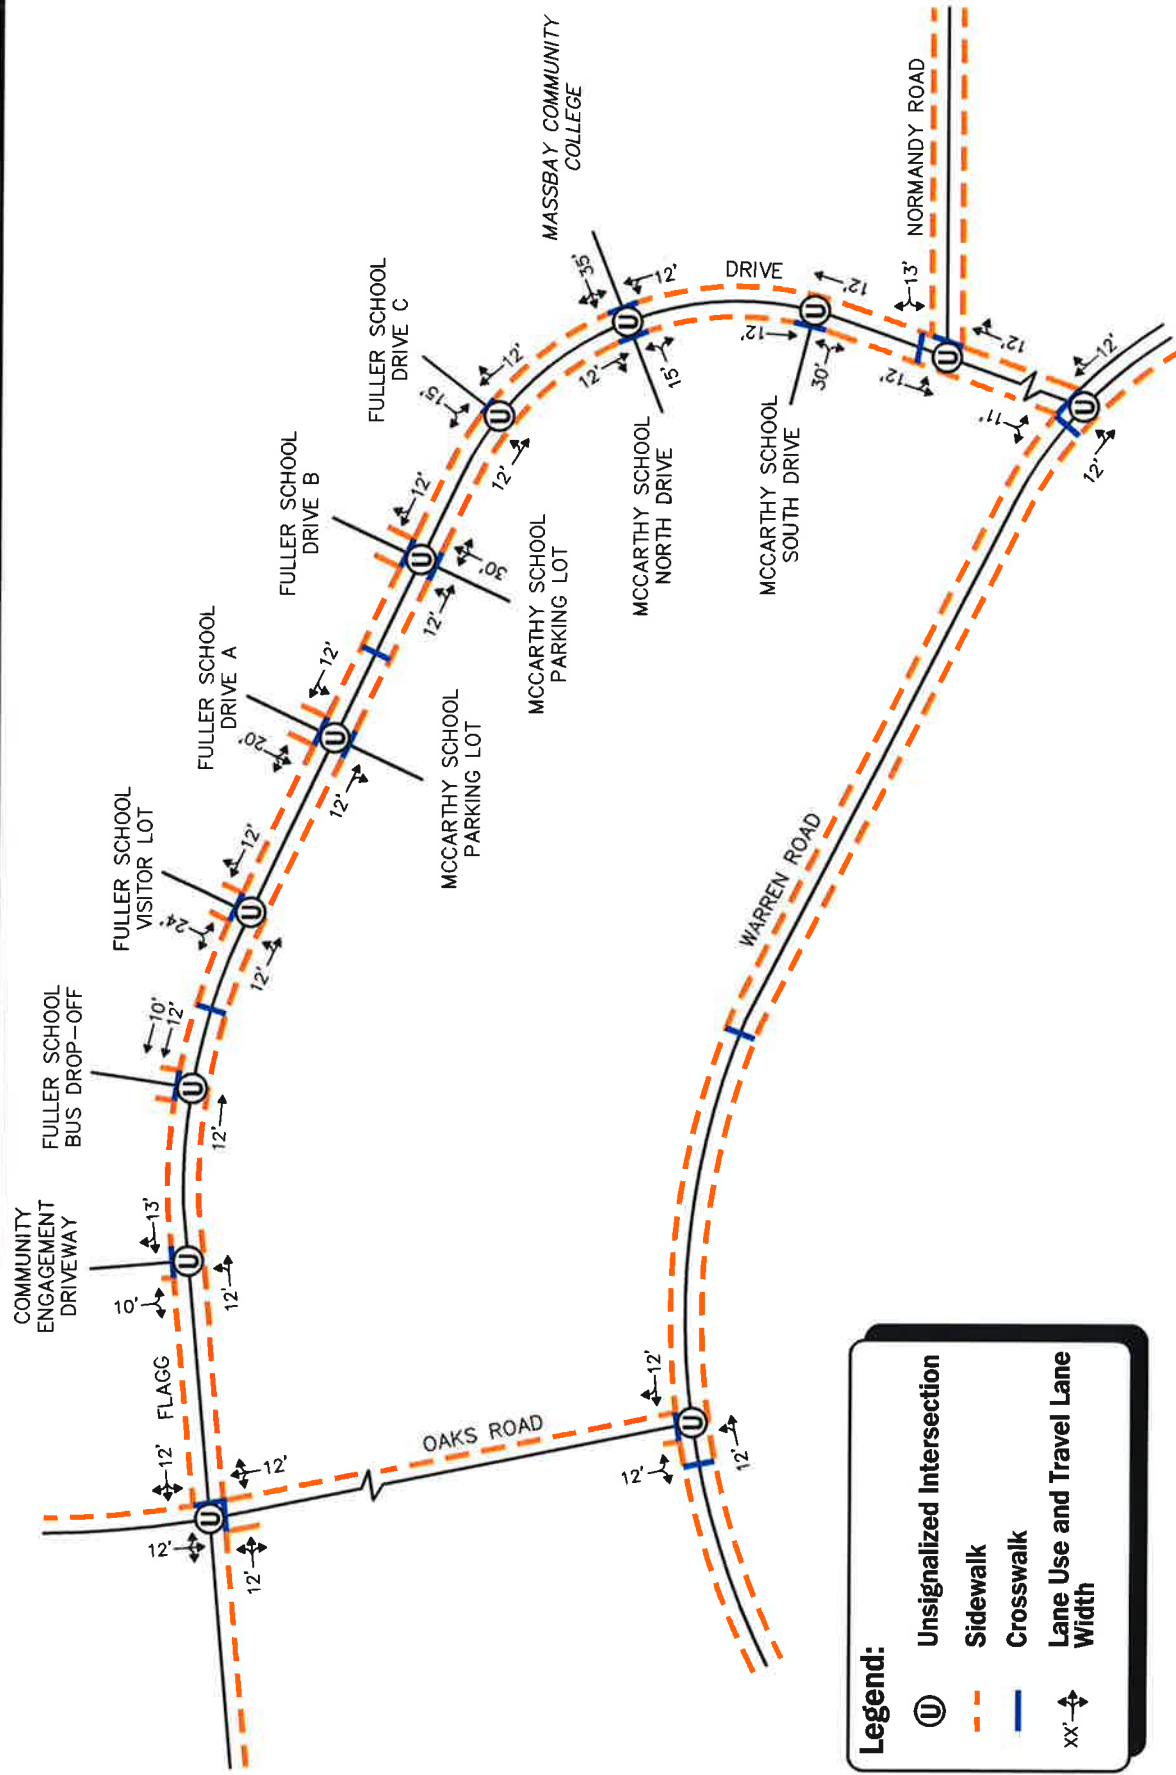 COMMUNITY
ENGAGEMENT
DRIVEWAY
FULLER SCHOOL
BUS DROP-OFF
FULLER SCHOOL
VISITOR LOT
FULLER SCHOOL
DRIVE A
FULLER SCHOOL
DRIVE B
FULLER SCHOOL
DRIVE C
MASSBAY COMMUNITY
COLLEGE
12'
12'
12'
12'
FLAGG
10'
13'
12'
U
U
10'
12'
12'
U
24'
12'
12'
U
20'
12'
12'
U
12'
12'
30'
U
15'
12'
12'
U
35'
12'
12'
15'
U
DRIVE
12'
12'
30'
U
13'
12'
12'
U
NORMANDY ROAD
11'
12'
12'
U
MCCARTHY SCHOOL
PARKING LOT
MCCARTHY SCHOOL
PARKING LOT
MCCARTHY SCHOOL
NORTH DRIVE
MCCARTHY SCHOOL
SOUTH DRIVE
OAKS ROAD
WARREN ROAD
12'
12'
12'
U
Legend:
U Unsignalized Intersection
Sidewalk
Crosswalk
xx' Lane Use and Travel Lane
Width